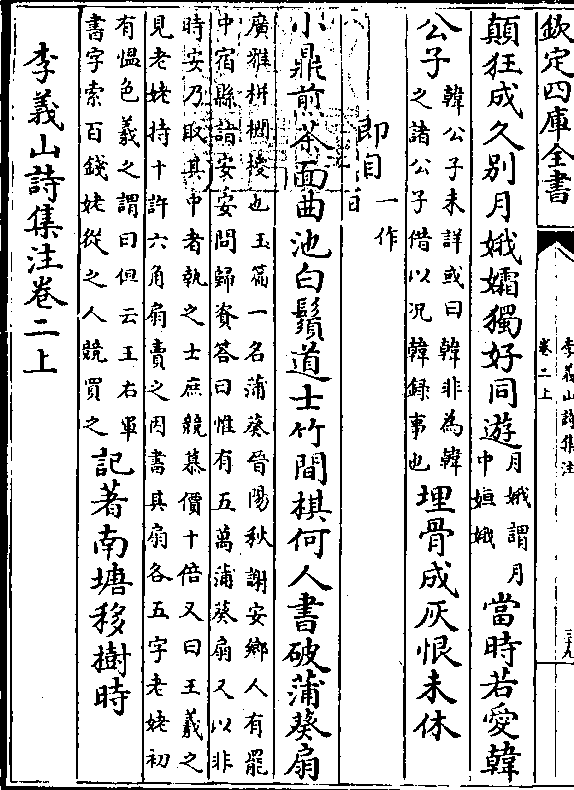 欽定四庫全書
李義山詩集注
卷二上
三九
顛狂成久別月娥孀獨好同遊月娥謂月中姮娥當時若愛韓
公子韓公子未詳或曰韓非為韓之諸公子借以况韓錄事也埋骨成灰恨未休
即目一作即日
小鼎煎茶面曲池白鬚道士竹間棋何人書破蒲葵扇
廣雅栟櫚椶也玉篇一名蒲葵晉陽秋謝安鄉人有罷
中宿縣詣安安問歸資答曰惟有五萬蒲葵扇又以非
時安乃取其中者執之士庶競慕價十倍又曰王羲之
見老姥持十許六角扇賣之因書其扇各五字老姥初
有愠色羲之謂曰但云王右軍書字索百錢姥從之人競買之記著南塘移樹時
李義山詩集注卷二上